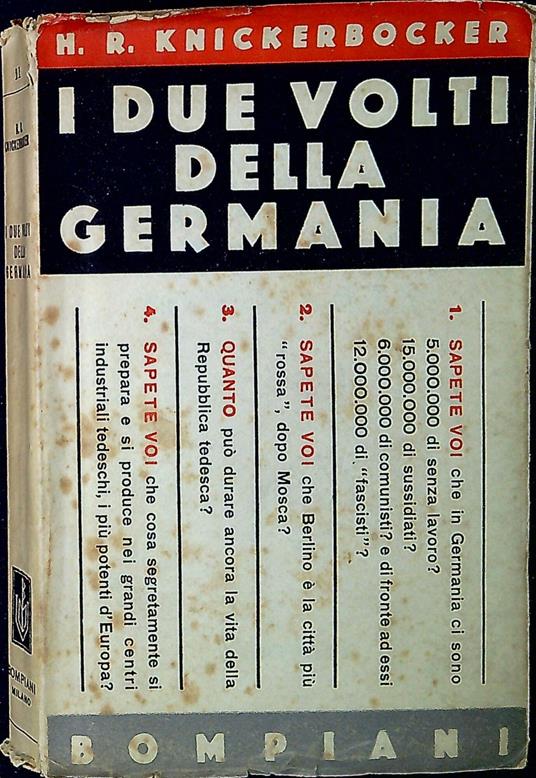 H. R. KNICKERBOCKER
I DUE VOLTI
DELLA
GERMANIA
1. SAPETE VOI che in Germania ci sono
5.000.000 di senza lavoro?
15.000.000 di sussidiati?
6.000.000 di comunisti? e di fronte ad essi
12.000.000 di "fascisti"?
2. SAPETE VOI che Berlino è la città più
"rossa", dopo Mosca?
3. QUANTO può durare ancora la vita della
Repubblica tedesca?
4. SAPETE VOI che cosa segretamente si
prepara e si produce nei grandi centri
industriali tedeschi, i più potenti d'Europa?
BOMPIANI
KNICKERBOCKER
I DUE VOLTI
DELLA
GERMANIA
BOMPIANI
MILANO